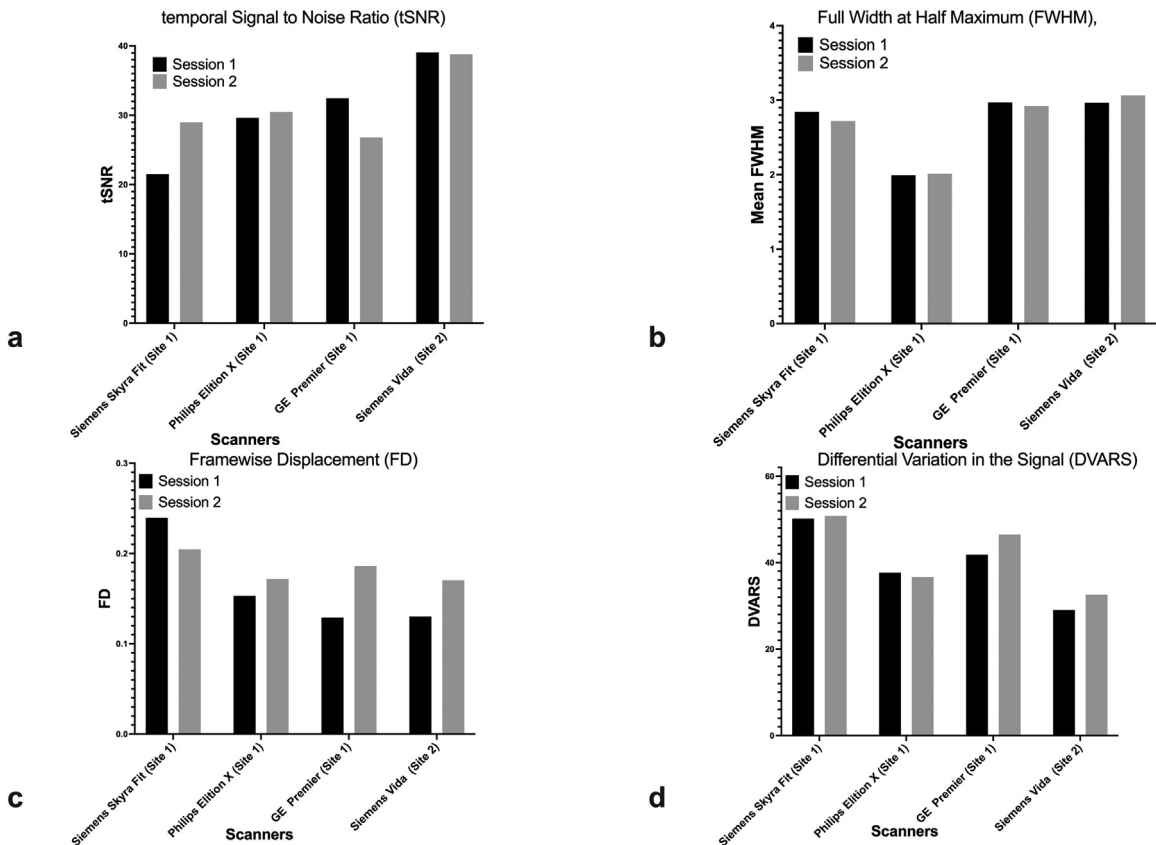 temporal Signal to Noise Ratio (tSNR)
Session 1
Session 2
40
30
20
10
0
tSNR
Siemens Skyra Fit (Site 1)
Philips Elition X (Site 1)
GE Premier (Site 1)
Siemens Vida (Site 2)
Scanners
a
Full Width at Half Maximum (FWHM),
Session 1
Session 2
4
3
2
1
0
Mean FWHM
Siemens Skyra Fit (Site 1)
Philips Elition X (Site 1)
GE Premier (Site 1)
Siemens Vida (Site 2)
Scanners
b
Framewise Displacement (FD)
Session 1
Session 2
0.3
0.2
0.1
0.0
FD
Siemens Skyra Fit (Site 1)
Philips Elition X (Site 1)
GE Premier (Site 1)
Siemens Vida (Site 2)
Scanners
c
Differential Variation in the Signal (DVARS)
Session 1
Session 2
60
40
20
0
DVARS
Siemens Skyra Fit (Site 1)
Philips Elition X (Site 1)
GE Premier (Site 1)
Siemens Vida (Site 2)
Scanners
d